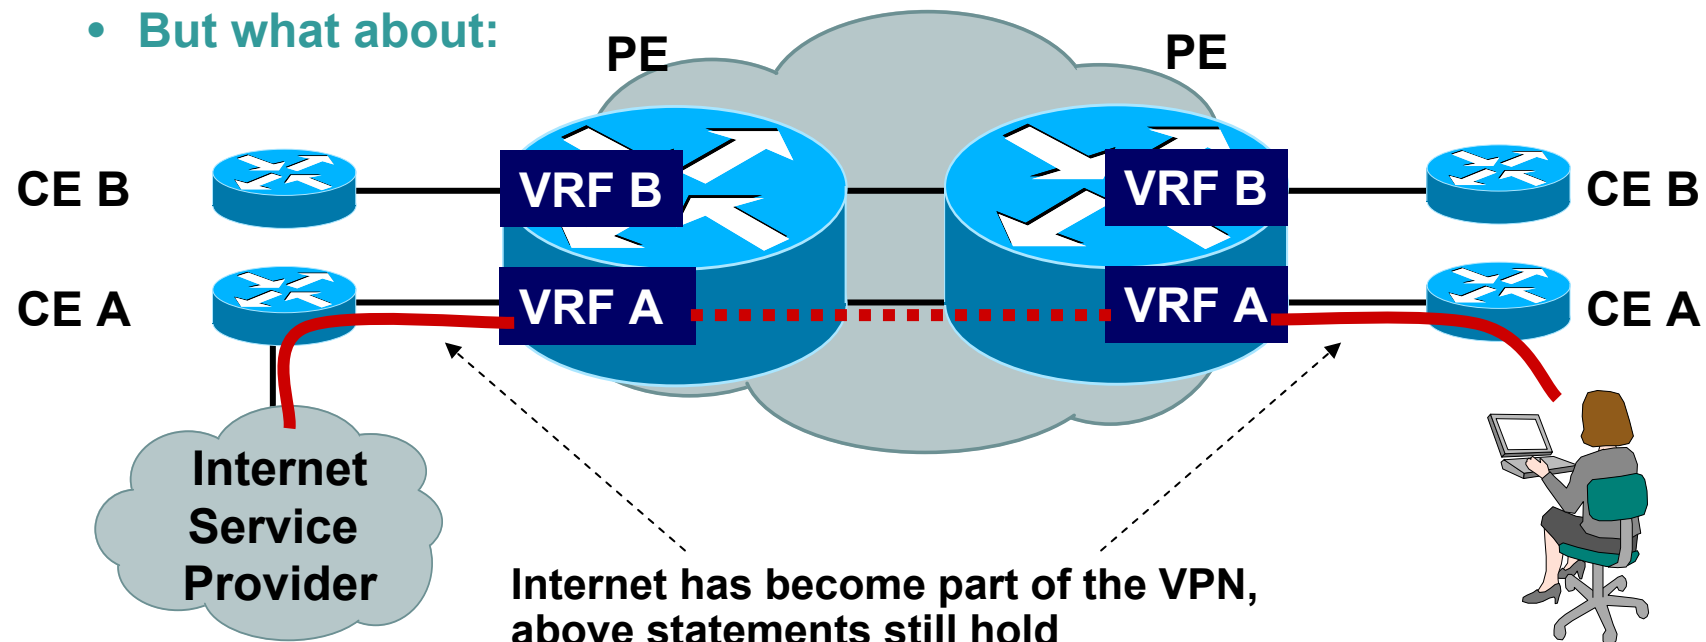 • But what about:
PE
PE
CE B
VRF B
VRF B
CE B
CE A
VRF A
VRF A
CE A
Internet
Service
Provider
Internet has become part of the VPN,
above statements still hold